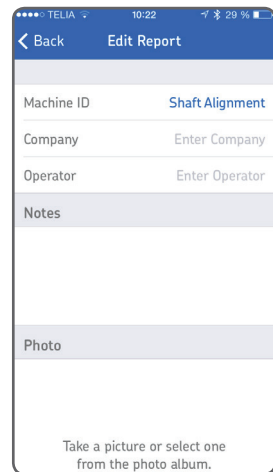 TELIA 10:22 29 %
Back Edit Report
Machine ID Shaft Alignment
Company Enter Company
Operator Enter Operator
Notes
Photo
Take a picture or select one
from the photo album.